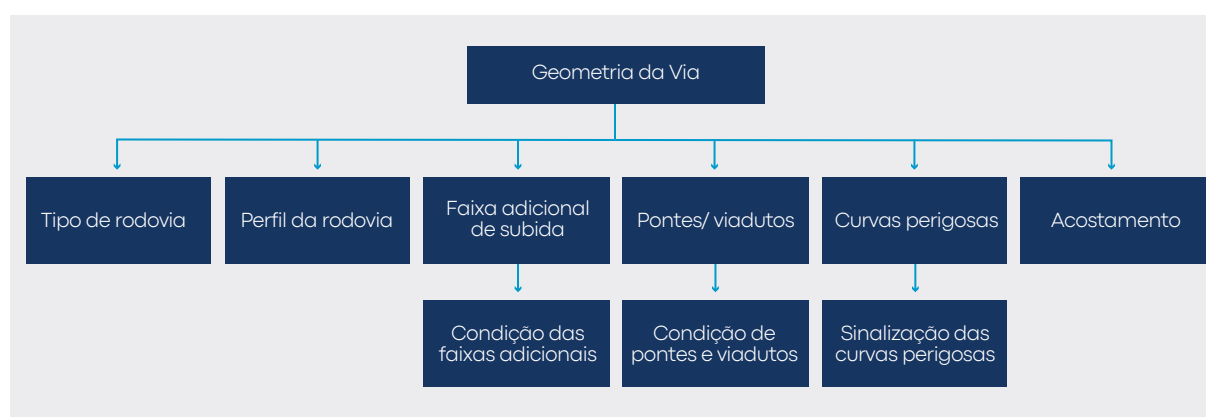 Geometria da Via
Tipo de rodovia
Perfil da rodovia
Faixa adicional
de subida
Pontes/ viadutos
Curvas perigosas
Acostamento
Condição das
faixas adicionais
Condição de
pontes e viadutos
Sinalização das
curvas perigosas